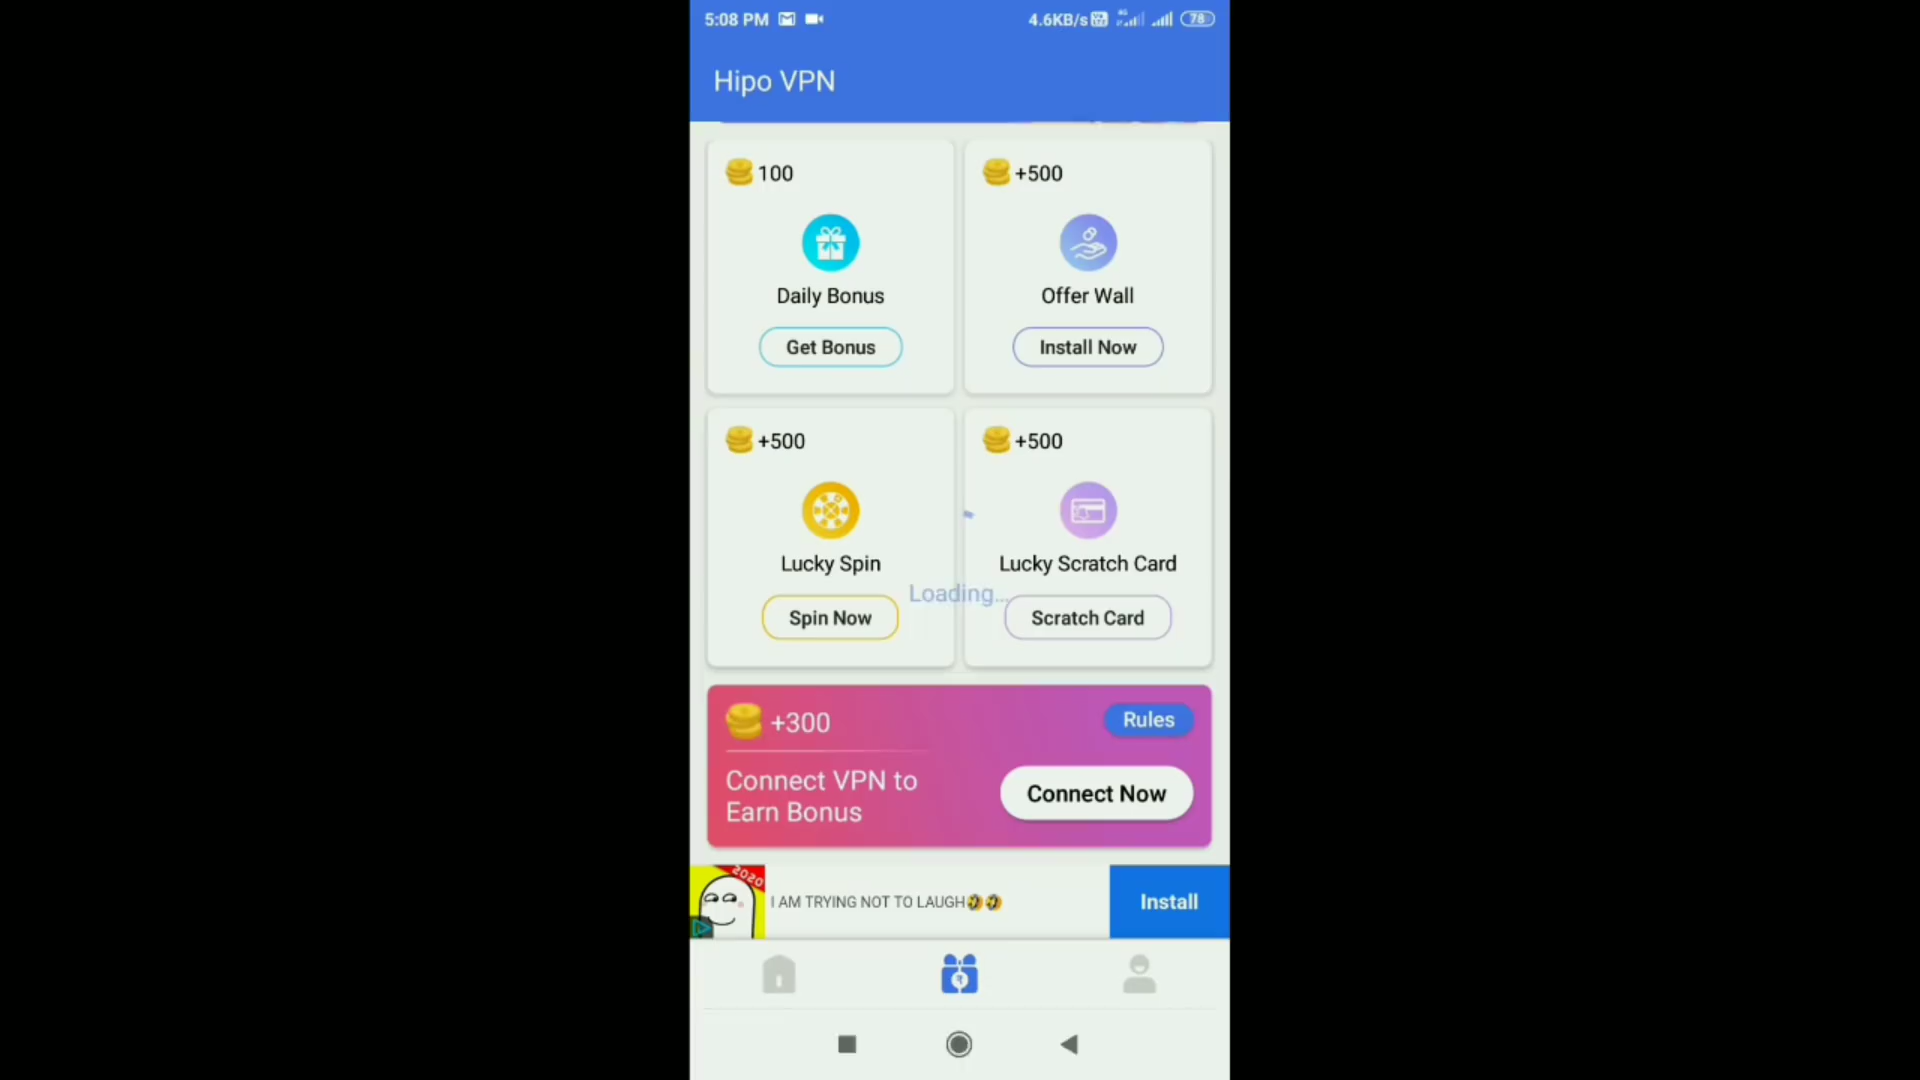 5:08 PM 4.6KB/s 78
Hipo VPN
100 +500
Daily Bonus Offer Wall
Get Bonus Install Now
+500 +500
Lucky Spin Lucky Scratch Card
Loading...
Spin Now Scratch Card
+300 Rules
Connect VPN to
Earn Bonus
Connect Now
2020
I AM TRYING NOT TO LAUGH🤣🤣 Install